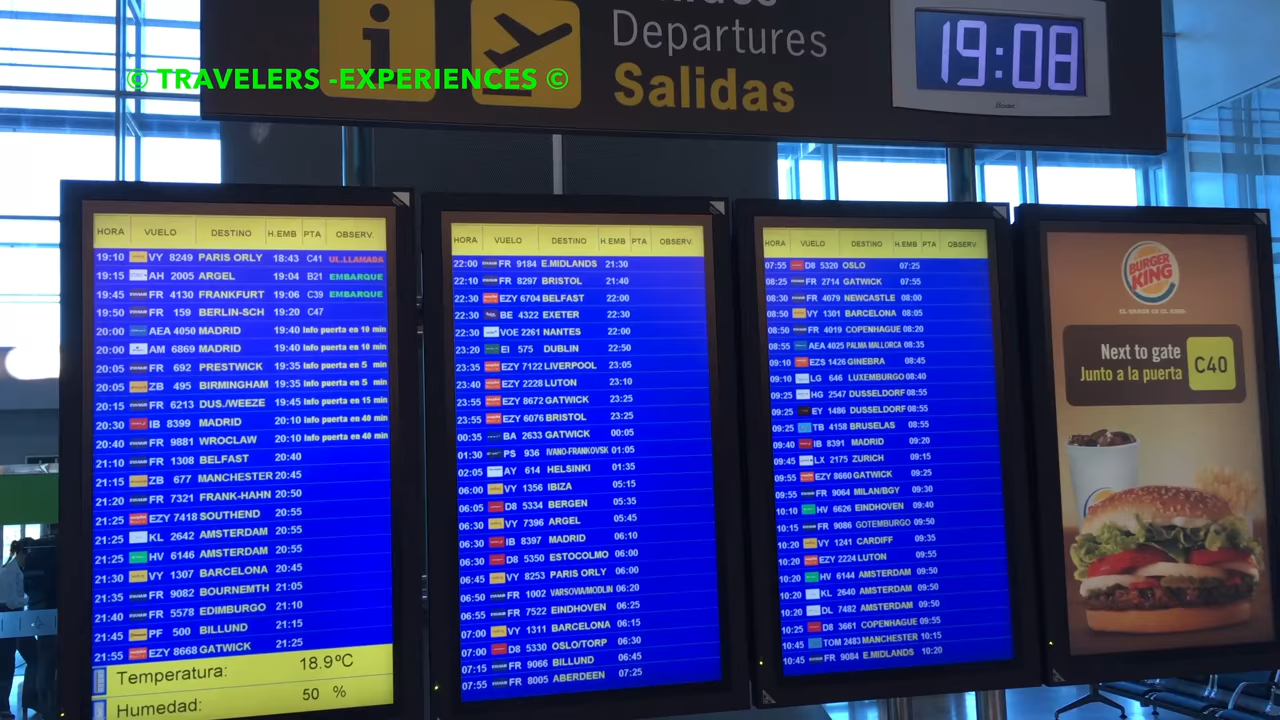 Departures
Salidas
19:08
© TRAVELERS -EXPERIENCES ©
HORA VUELO DESTINO H.EMB PTA OBSERV.
19:10 VY 8249 PARIS ORLY 18:43 C41 UL.LLAMADA
19:15 AH 2005 ARGEL 19:04 B21 EMBARQUE
19:45 FR 4130 FRANKFURT 19:06 C39 EMBARQUE
19:50 FR 159 BERLIN-SCH 19:20 C47
20:00 AEA 4050 MADRID 19:40 Info puerta en 10 min
20:00 AM 6869 MADRID 19:40 Info puerta en 10 min
20:05 FR 692 PRESTWICK 19:35 Info puerta en 5 min
20:05 ZB 495 BIRMINGHAM 19:35 Info puerta en 5 min
20:15 FR 6213 DUS./WEEZE 19:45 Info puerta en 15 min
20:30 IB 8399 MADRID 20:10 Info puerta en 40 min
20:40 FR 9881 WROCLAW 20:10 Info puerta en 40 min
21:10 FR 1308 BELFAST 20:40
21:15 ZB 677 MANCHESTER 20:45
21:20 FR 7321 FRANK-HAHN 20:50
21:25 EZY 7418 SOUTHEND 20:55
21:25 KL 2642 AMSTERDAM 20:55
21:25 HV 6146 AMSTERDAM 20:55
21:30 VY 1307 BARCELONA 20:45
21:35 FR 9082 BOURNEMTH 21:05
21:40 FR 5578 EDIMBURGO 21:10
21:45 PF 500 BILLUND 21:15
21:55 EZY 8668 GATWICK 21:25
Temperatura: 18.9ºC
Humedad: 50 %
HORA VUELO DESTINO H.EMB PTA OBSERV.
22:00 FR 9184 E.MIDLANDS 21:30
22:10 FR 8297 BRISTOL 21:40
22:30 EZY 6704 BELFAST 22:00
22:30 BE 4322 EXETER 22:30
22:30 VOE 2261 NANTES 22:00
23:20 EI 575 DUBLIN 22:50
23:35 EZY 7122 LIVERPOOL 23:05
23:40 EZY 2228 LUTON 23:10
23:55 EZY 8672 GATWICK 23:25
23:55 EZY 6076 BRISTOL 23:25
00:35 BA 2633 GATWICK 00:05
01:30 PS 936 IVANO-FRANKOVSK 01:05
02:05 AY 614 HELSINKI 01:35
06:00 VY 1356 IBIZA 05:15
06:05 D8 5334 BERGEN 05:35
06:30 VY 7396 ARGEL 05:45
06:30 IB 8397 MADRID 06:10
06:30 D8 5350 ESTOCOLMO 06:00
06:45 VY 8253 PARIS ORLY 06:00
06:50 FR 1002 VARSOVIA/MODLIN 06:20
06:55 FR 7522 EINDHOVEN 06:25
07:00 VY 1311 BARCELONA 06:15
07:00 D8 5330 OSLO/TORP 06:30
07:15 FR 9066 BILLUND 06:45
07:55 FR 8005 ABERDEEN 07:25
HORA VUELO DESTINO H.EMB PTA OBSERV.
07:55 D8 5320 OSLO 07:25
08:25 FR 2714 GATWICK 07:55
08:30 FR 4079 NEWCASTLE 08:00
08:50 VY 1301 BARCELONA 08:05
08:50 FR 4019 COPENHAGUE 08:20
08:55 AEA 4025 PALMA MALLORCA 08:35
09:10 EZS 1426 GINEBRA 08:45
09:10 LG 646 LUXEMBURGO 08:40
09:25 HG 2547 DUSSELDORF 08:55
09:25 EY 1486 DUSSELDORF 08:55
09:25 TB 4158 BRUSELAS 08:55
09:40 IB 8391 MADRID 09:20
09:45 LX 2175 ZURICH 09:15
09:55 EZY 8660 GATWICK 09:25
09:55 FR 9064 MILAN/BGY 09:30
10:10 HV 6626 EINDHOVEN 09:40
10:15 FR 9086 GOTEMBURGO 09:50
10:20 VY 1241 CARDIFF 09:35
10:20 EZY 2224 LUTON 09:55
10:20 HV 6144 AMSTERDAM 09:50
10:20 KL 2640 AMSTERDAM 09:50
10:20 DL 7482 AMSTERDAM 09:50
10:25 D8 3661 COPENHAGUE 09:55
10:45 TOM 2483 MANCHESTER 10:15
10:45 FR 9084 E.MIDLANDS 10:20
BURGER
KING
Next to gate
Junto a la puerta
C40